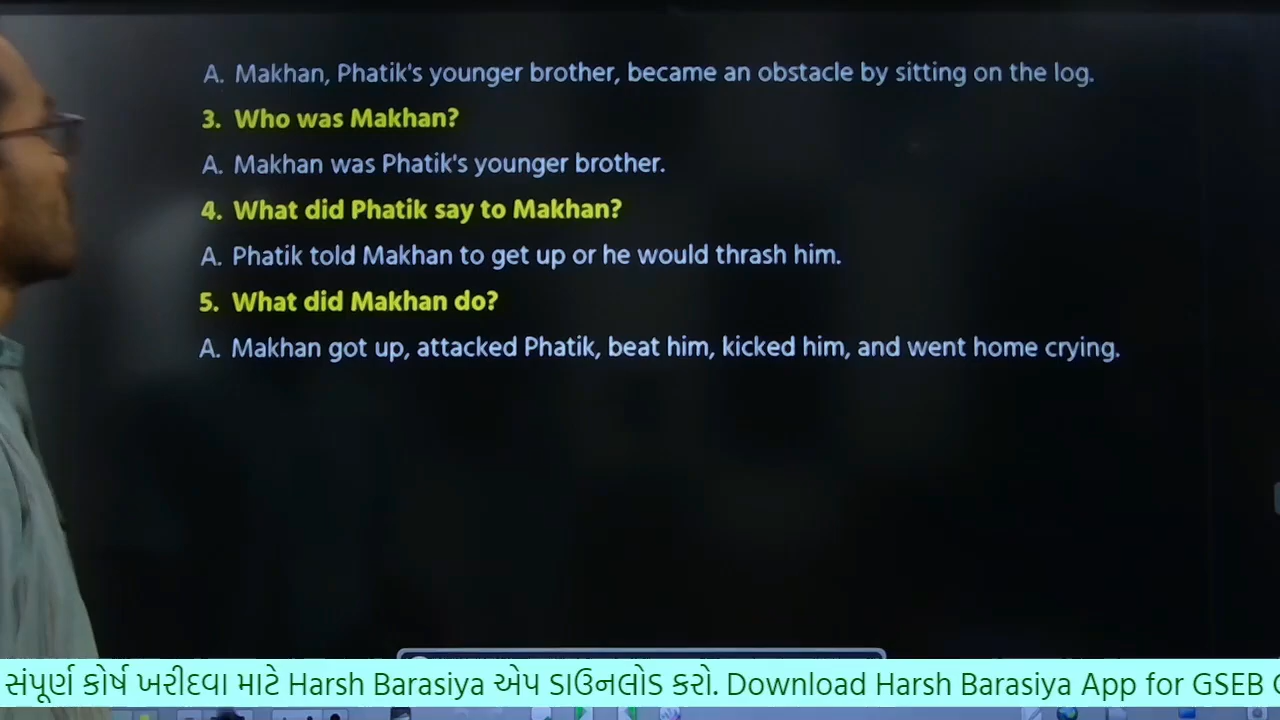 A. Makhan, Phatik's younger brother, became an obstacle by sitting on the log.
3. Who was Makhan?
A. Makhan was Phatik's younger brother.
4. What did Phatik say to Makhan?
A. Phatik told Makhan to get up or he would thrash him.
5. What did Makhan do?
A. Makhan got up, attacked Phatik, beat him, kicked him, and went home crying.
સંપૂર્ણ કોર્ષ ખરીદવા માટે Harsh Barasiya એપ ડાઉનલોડ કરો. Download Harsh Barasiya App for GSEB